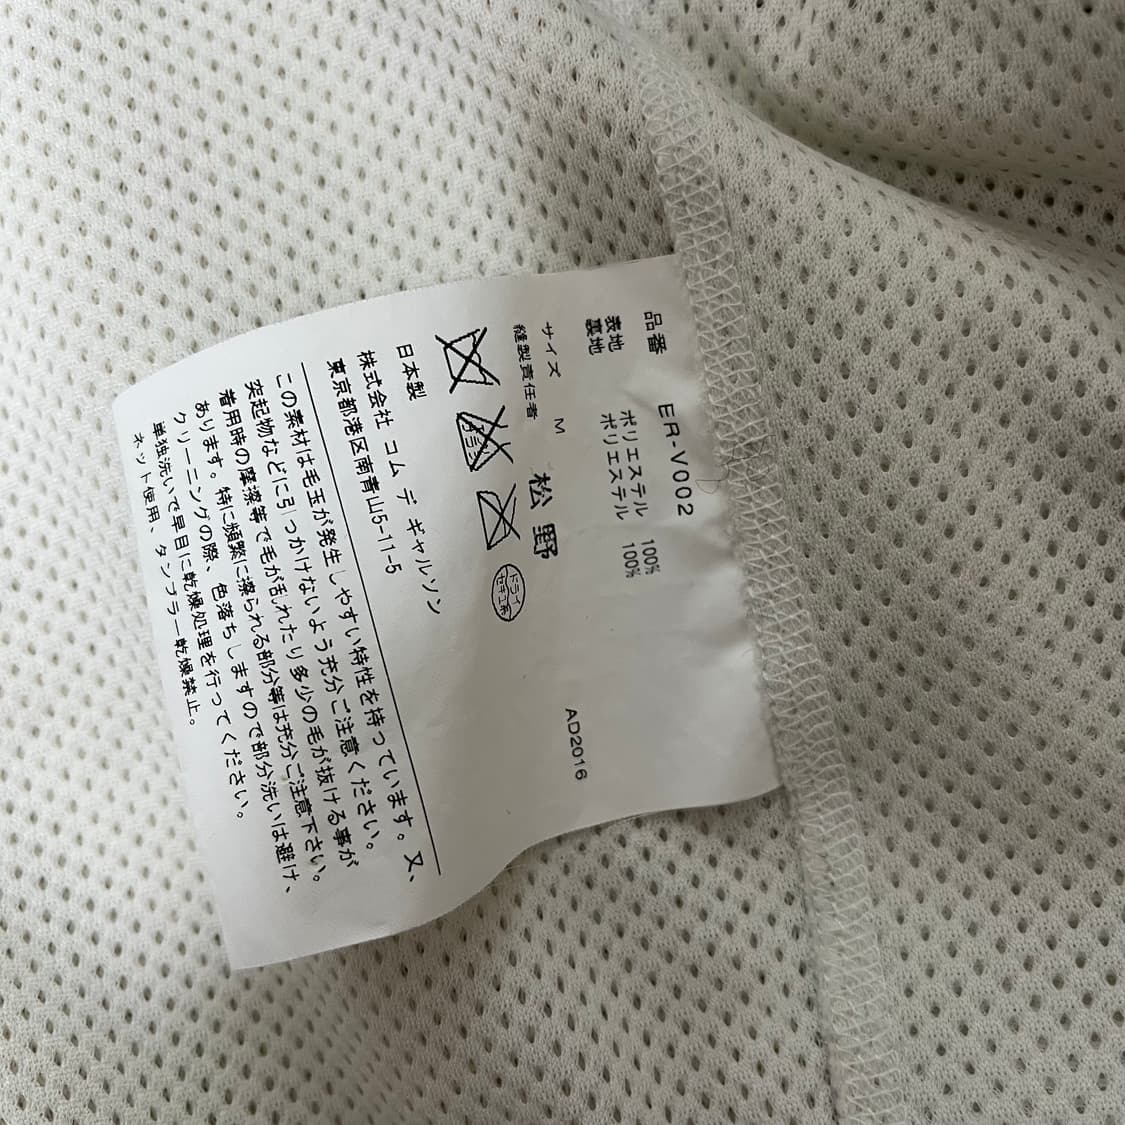 品番 ER-V002
表地 ポリエステル 100%
裏地 ポリエステル 100%
サイズ M AD2016
縫製責任者 松野
ドライ
セキユ系
日本製
株式会社 コム デ ギャルソン
東京都港区南青山5-11-5
この素材は毛玉が発生しやすい特性を持っています。又、
突起物などに引っかけないよう充分ご注意ください。
着用時の摩擦等で毛が乱れたり多少の毛が抜ける事が
あります。特に頻繁に擦られる部分等は充分ご注意下さい。
クリーニングの際、色落ちしますので部分洗いは避け、
単独洗いで早目に乾燥処理を行ってください。
ネット使用、タンブラー乾燥禁止。